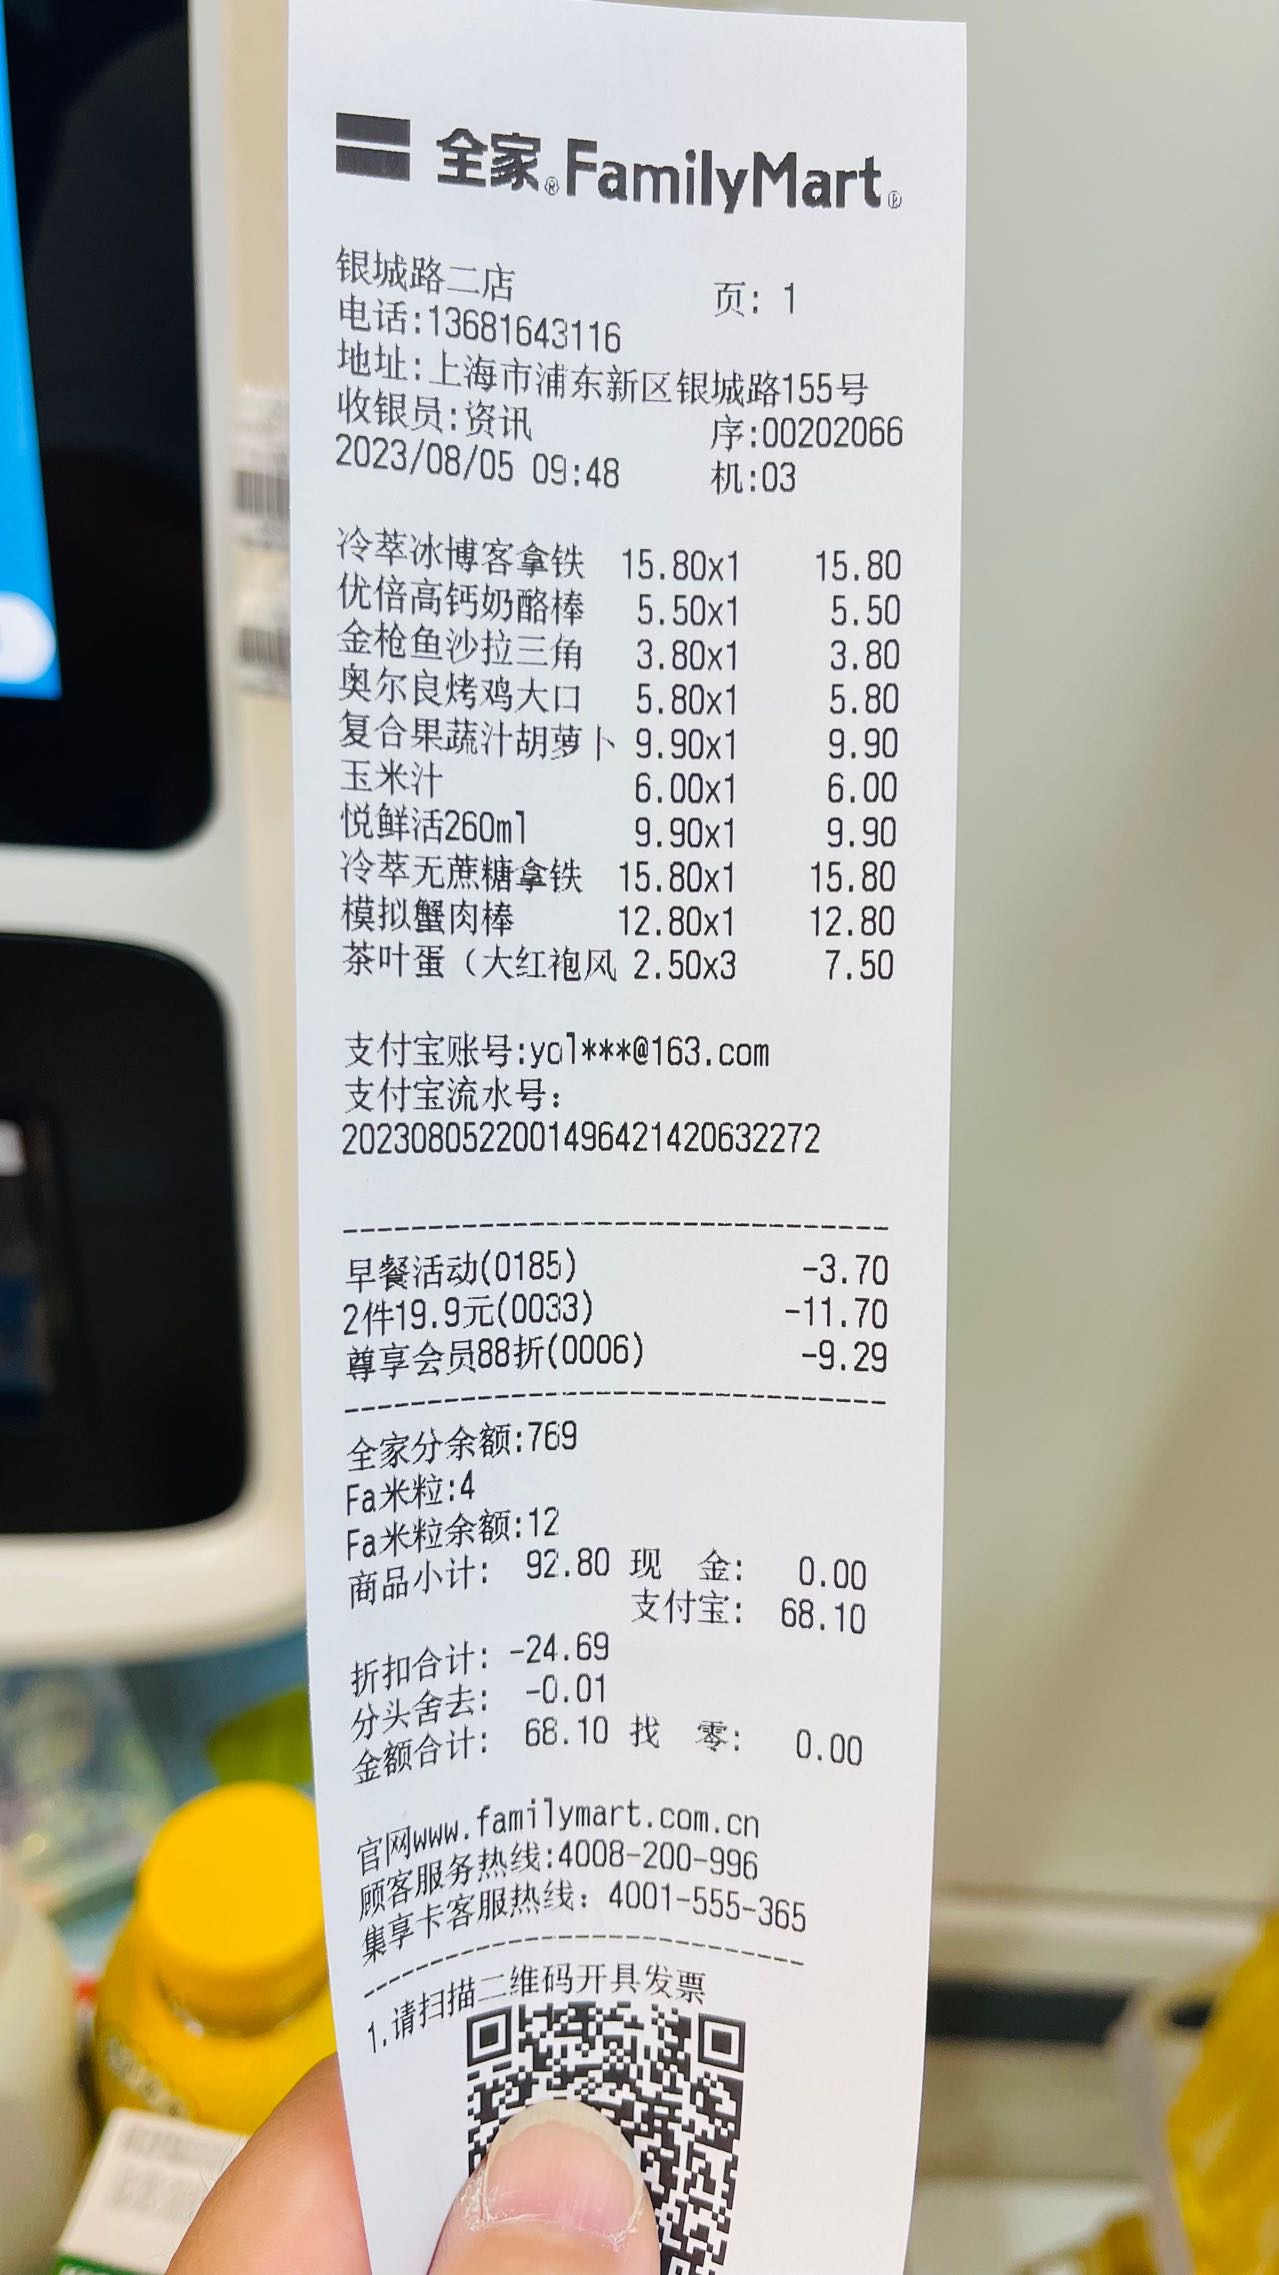 全家® FamilyMart®
银城路二店 页: 1
电话:13681643116
地址:上海市浦东新区银城路155号
收银员:资讯 序:00202066
2023/08/05 09:48 机:03
冷萃冰博客拿铁 15.80x1 15.80
优倍高钙奶酪棒 5.50x1 5.50
金枪鱼沙拉三角 3.80x1 3.80
奥尔良烤鸡大口 5.80x1 5.80
复合果蔬汁胡萝卜 9.90x1 9.90
玉米汁 6.00x1 6.00
悦鲜活260ml 9.90x1 9.90
冷萃无蔗糖拿铁 15.80x1 15.80
模拟蟹肉棒 12.80x1 12.80
茶叶蛋（大红袍风 2.50x3 7.50
支付宝账号:yol***@163.com
支付宝流水号:
2023080522001496421420632272
--------------------------------
早餐活动(0185) -3.70
2件19.9元(0033) -11.70
尊享会员88折(0006) -9.29
--------------------------------
全家分余额:769
Fa米粒:4
Fa米粒余额:12
商品小计: 92.80 现 金: 0.00
支付宝: 68.10
折扣合计: -24.69
分头舍去: -0.01
金额合计: 68.10 找 零: 0.00
官网www.familymart.com.cn
顾客服务热线:4008-200-996
集享卡客服热线: 4001-555-365
--------------------------------
1.请扫描二维码开具发票